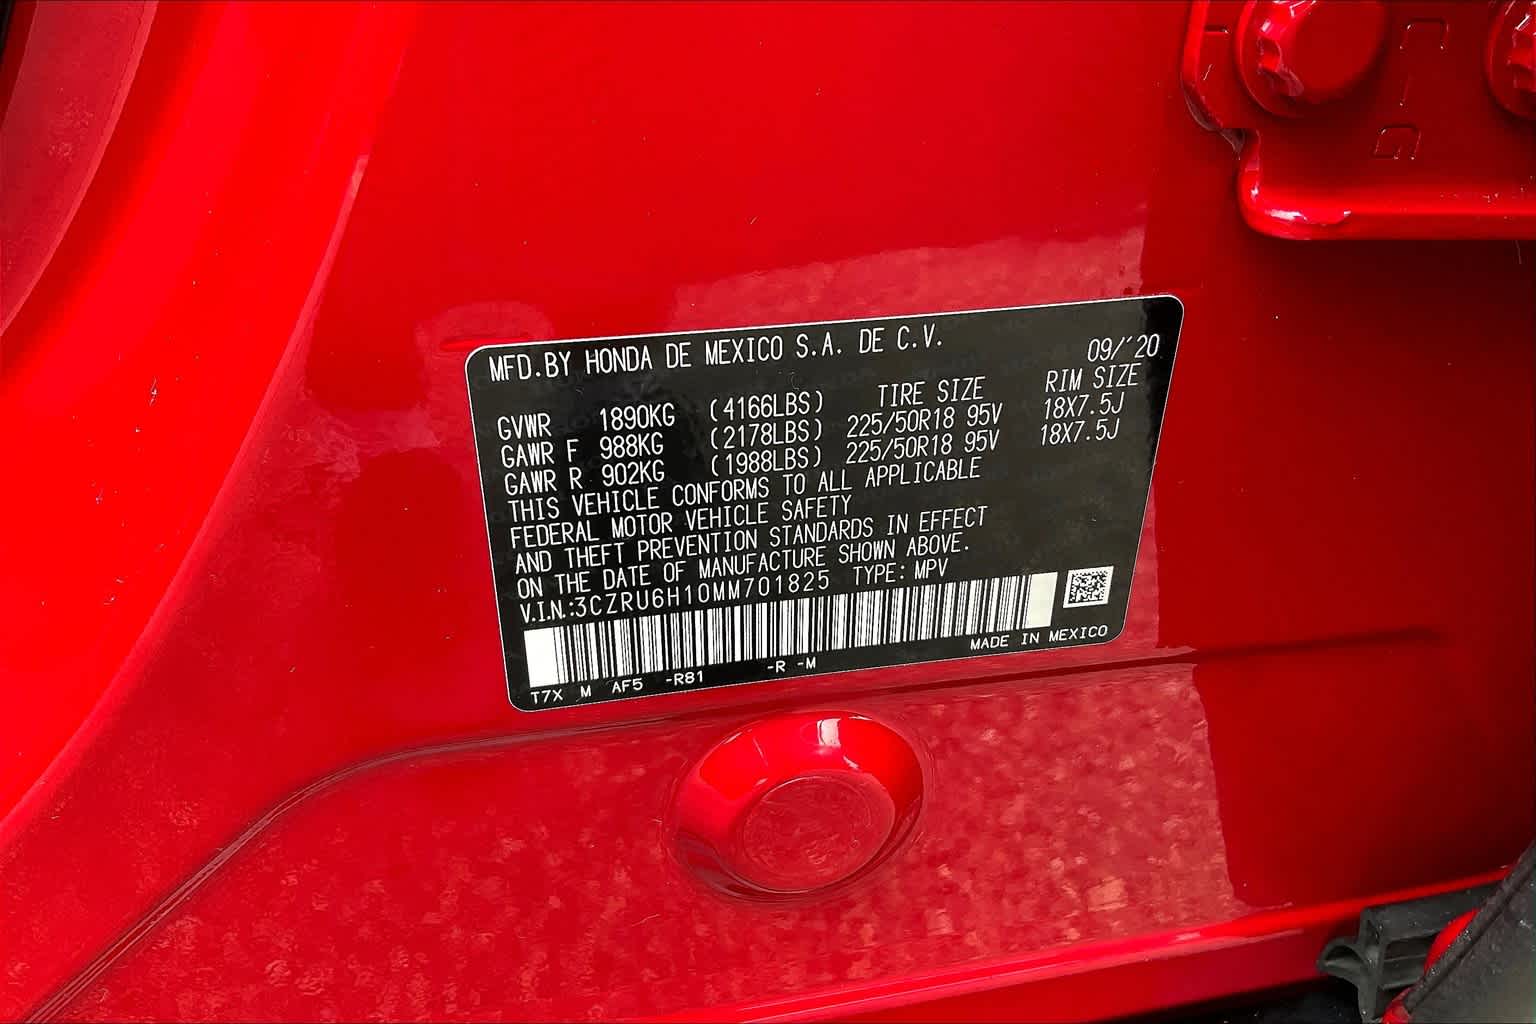 MFD.BY HONDA DE MEXICO S.A. DE C.V.
09/´20
TIRE SIZE RIM SIZE
GVWR 1890KG (4166LBS) 225/50R18 95V 18X7.5J
GAWR F 988KG (2178LBS) 225/50R18 95V 18X7.5J
GAWR R 902KG (1988LBS)
THIS VEHICLE CONFORMS TO ALL APPLICABLE
FEDERAL MOTOR VEHICLE SAFETY
AND THEFT PREVENTION STANDARDS IN EFFECT
ON THE DATE OF MANUFACTURE SHOWN ABOVE.
V.I.N.:3CZRU6H10MM701825 TYPE: MPV
MADE IN MEXICO
T7X M AF5 -R81 -R -M